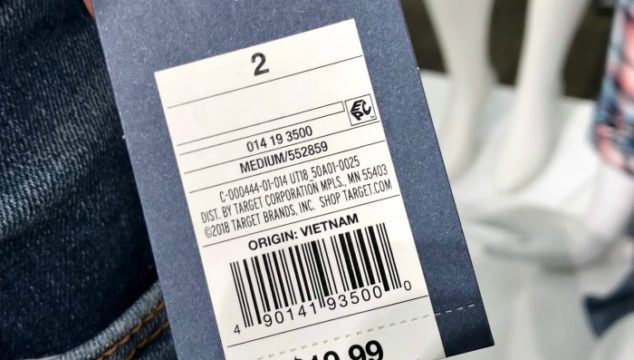 2
EPC
014 19 3500
MEDIUM/552859
C-000444-01-014 UT18_50A01-0025
DIST. BY TARGET CORPORATION MPLS., MN 55403
©2018 TARGET BRANDS, INC. SHOP TARGET.COM
ORIGIN: VIETNAM
4 90141 93500 0